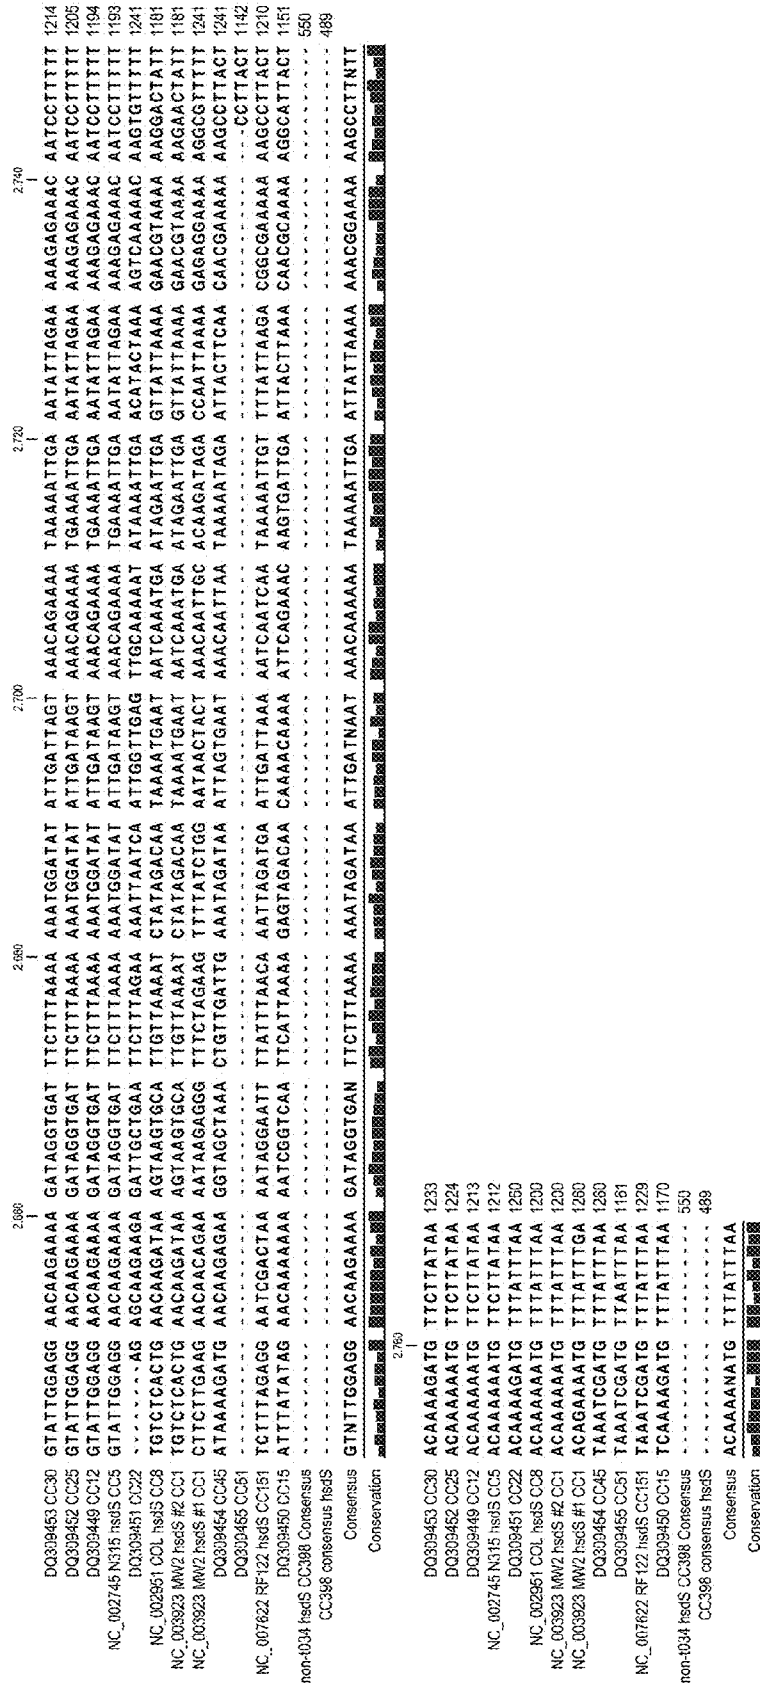 2.660 2.680 2.700 2.720 2.740
DQ309453 CC30 GTATTGGAGG AACAAGAAAA GATAGGTGAT TTCTTTAAAA AAATGGATAT ATTGATTAGT AAACAGAAAA TAAAAATTGA AATATTAGAA AAAGAGAAAC AATCCTTTTT 1214
DQ309452 CC25 GTATTGGAGG AACAAGAAAA GATAGGTGAT TTCTTTAAAA AAATGGATAT ATTGATAAGT AAACAGAAAA TGAAAATTGA AATATTAGAA AAAGAGAAAC AATCCTTTTT 1205
DQ309449 CC12 GTATTGGAGG AACAAGAAAA GATAGGTGAT TTCTTTAAAA AAATGGATAT ATTGATAAGT AAACAGAAAA TGAAAATTGA AATATTAGAA AAAGAGAAAC AATCCTTTTT 1194
NC_002745 N315 hsdS CC5 GTATTGGAGG AACAAGAAAA GATAGGTGAT TTCTTTAAAA AAATGGATAT ATTGATAAGT AAACAGAAAA TGAAAATTGA AATATTAGAA AAAGAGAAAC AATCCTTTTT 1193
DQ309451 CC22 - - - - - - - - AG AGCAAGAAGA GATTGCTGAA TTCTTTAGAA AAATTAATCA ATTGGTTGAG TTGCAAAAAT ATAAAATTGA ACATACTAAA AGTCAAAAAC AAGTGTTTTT 1241
NC_002951 COL hsdS CC8 TGTCTCACTG AACAAGATAA AGTAAGTGCA TTGTTAAAAT CTATAGACAA TAAAATGAAT AATCAAATGA ATAGAATTGA GTTATTAAAA GAACGTAAAA AAGGACTATT 1181
NC_003923 MW2 hsdS #2 CC1 TGTCTCACTG AACAGATAA AGTAAGTGCA TTGTTAAAAT CTATAGACAA TAAAATGAAT AATCAAATGA ATAGAATTGA GTTATTAAAA GAACGTAAAA AAGAACTATT 1181
NC_003923 MW2 hsdS #1 CC1 CTTCTTGAAG AACAACAGAA AATAAGAGGG TTTCTAGAAG TTTTATCTGG AATAACTACT AAACAATTGC ACAAGATAGA CCAATTAAAA GAGAGGAAAA AGGCGTTTTT 1241
DQ309454 CC45 ATAAAAGATG AACAAGAGAA GGTAGCTAAA CTGTTGATTG AAATAGATAA ATTAGTGAAT AAACAATTAA TAAAAATAGA ATTACTTCAA CAACGAAAAA AAGCCTTACT 1241
DQ309455 CC51 - - - - - - - - - - - - - - - CCTTACT 1142
NC_007622 RF122 hsdS CC151 TCTTTAGAGG AATCGACTAA AATAGGAATT TTATTTAACA AATTAGATGA ATTGATTAAA AATCAATCAA TAAAAATTGT TTTATTAAGA CGGCGAAAAA AAGCCTTACT 1210
DQ309450 CC15 ATTTATATAG AACAAAAAAA AATCGGTCAA TTCATTAAAA GAGTAGACAA CAAAACAAAA ATTCAGAAAC AAGTGATTGA ATTACTTAAA CAACGCAAAA AGGCATTACT 1151
non-t034 hsdS CC398 Consensus - - - - - - - - - - 550
CC398 consensus hsdS - - - - - - - - - - 489
Consensus GTNTTGGAGG AACAAGAAAA GATAGGTGAN TTCTTTAAAA AAATAGATAA ATTGATNAAT AAACAAAAAA TAAAAATTGA ATTATTAAAA AAACGGAAAA AAGCCTTNTT
Conservation
2.760
DQ309453 CC30 ACAAAAGATG TTCTTATAA 1233
DQ309452 CC25 ACAAAAAATG TTCTTATAA 1224
DQ309449 CC12 ACAAAAAATG TTCTTATAA 1213
NC_002745 N315 hsdS CC5 ACAAAAAATG TTCTTATAA 1212
DQ309451 CC22 ACAAAAGATG TTTATTTAA 1260
NC_002951 COL hsdS CC8 ACAAAAAATG TTTATTTAA 1200
NC_003923 MW2 hsdS #2 CC1 ACAAAAAATG TTTATTTAA 1200
NC_003923 MW2 hsdS #1 CC1 ACAGAAAATG TTTATTTGA 1260
DQ309454 CC45 TAAATCGATG TTTATTTAA 1260
DQ309455 CC51 TAAATCGATG TTAATTTAA 1161
NC_007622 RF122 hsdS CC151 TAAATCGATG TTTATTTAA 1229
DQ309450 CC15 TCAAAAGATG TTTATTTAA 1170
non-t034 hsdS CC398 Consensus - - - - - - - - - - 550
CC398 consensus hsdS - - - - - - - - - - 489
Consensus ACAAAANATG TTTATTTAA
Conservation